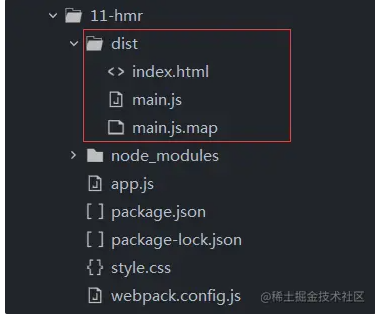 11-hmr
dist
index.html
main.js
main.js.map
node_modules
app.js
package.json
package-lock.json
style.css
webpack.config.js
@稀土掘金技术社区